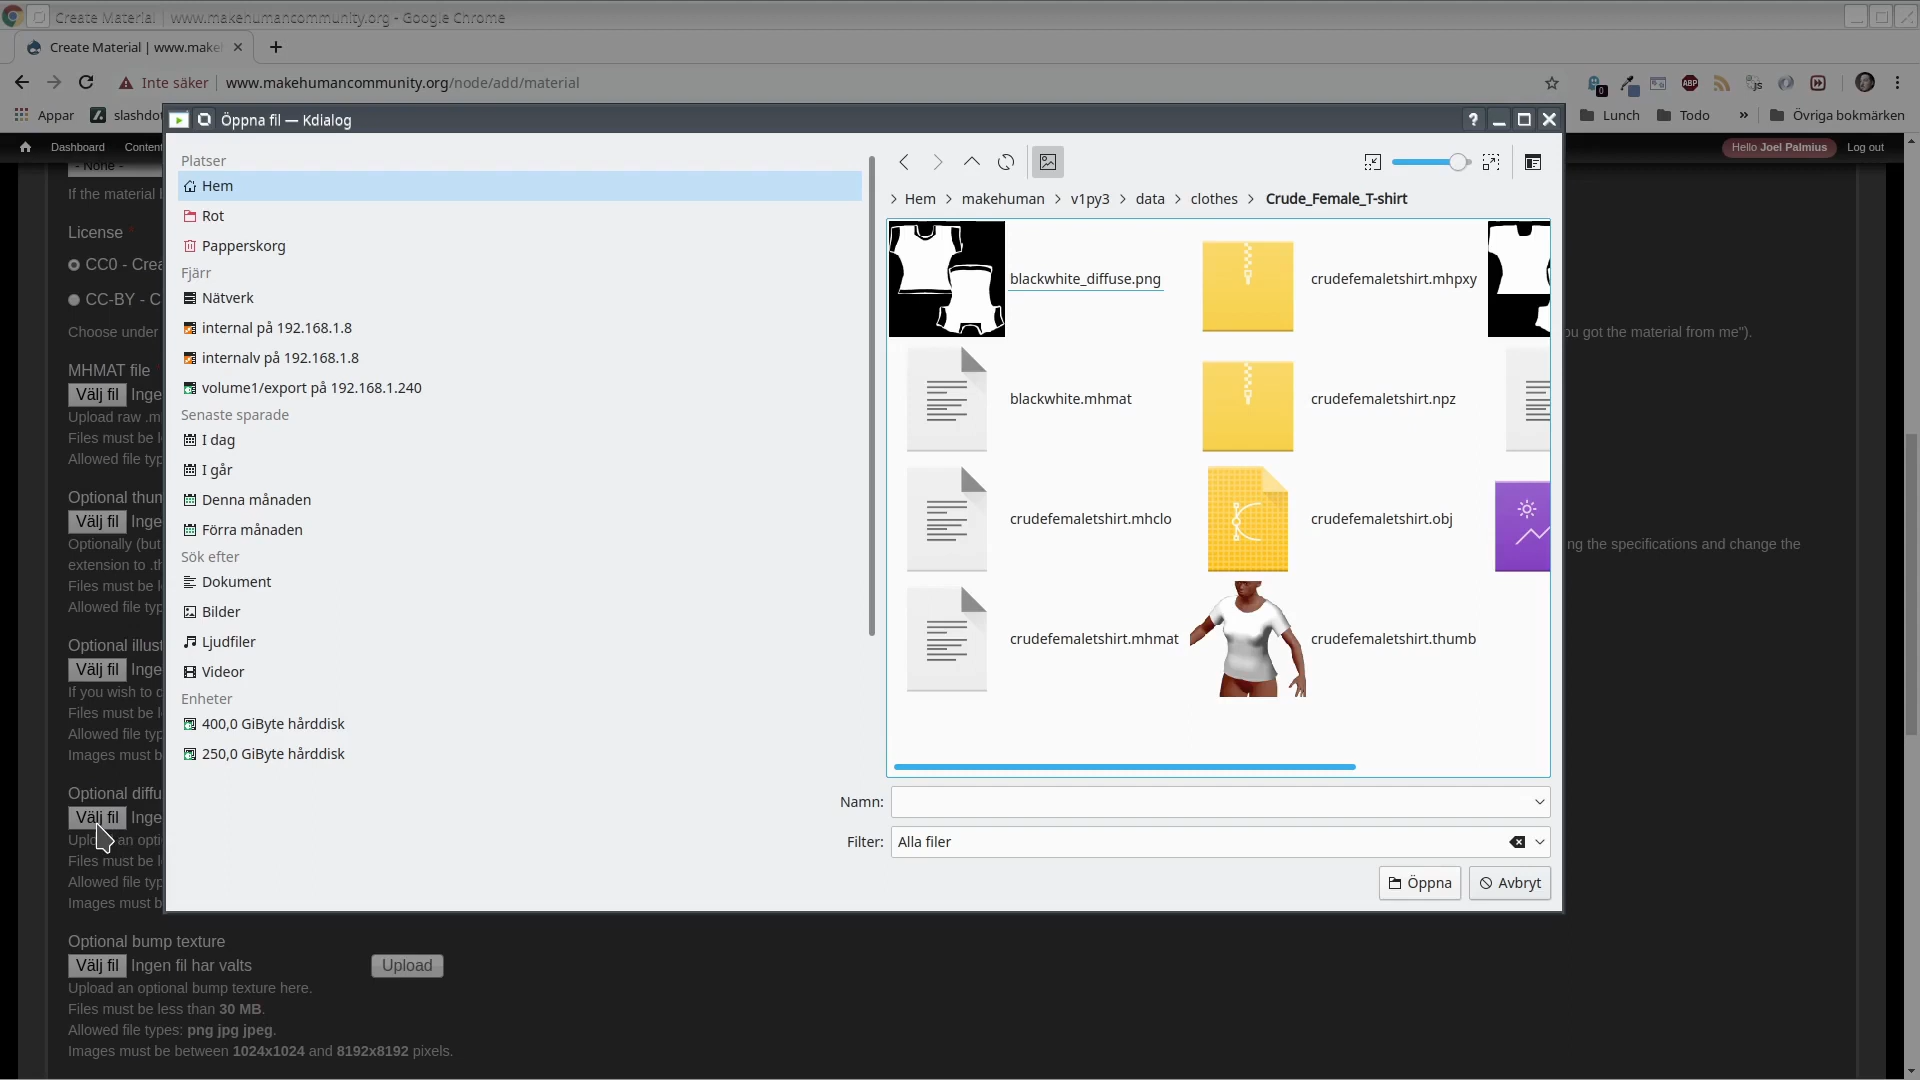 Create Material | www.makehumancommunity.org - Google Chrome
Create Material | www.make
Inte säker
www.makehumancommunity.org/node/add/material
Appar
slashdot
Lunch
Todo
»
Övriga bokmärken
Öppna fil — Kdialog
Dashboard
Content
Hello Joel Palmius
Log out
- None -
If the material
License *
CC0 - Crea
CC-BY - C
Choose under
ou got the material from me").
MHMAT file
Välj fil Inge
Upload raw .m
Files must be l
Allowed file typ
Optional thum
Välj fil Inge
Optionally (but
ng the specifications and change the
extension to .th
Files must be l
Allowed file typ
Optional illust
Välj fil Inge
If you wish to d
Files must be l
Allowed file typ
Images must b
Optional diffu
Välj fil Inge
Upload an opti
Files must be l
Allowed file typ
Images must b
Optional bump texture
Välj fil Ingen fil har valts
Upload
Upload an optional bump texture here.
Files must be less than 30 MB.
Allowed file types: png jpg jpeg.
Images must be between 1024x1024 and 8192x8192 pixels.
Platser
Hem
Rot
Papperskorg
Fjärr
Nätverk
internal på 192.168.1.8
internalv på 192.168.1.8
volume1/export på 192.168.1.240
Senaste sparade
I dag
I går
Denna månaden
Förra månaden
Sök efter
Dokument
Bilder
Ljudfiler
Videor
Enheter
400,0 GiByte hårddisk
250,0 GiByte hårddisk
> Hem > makehuman > v1py3 > data > clothes > Crude_Female_T-shirt
blackwhite_diffuse.png
crudefemaletshirt.mhpxy
blackwhite.mhmat
crudefemaletshirt.npz
crudefemaletshirt.mhclo
crudefemaletshirt.obj
crudefemaletshirt.mhmat
crudefemaletshirt.thumb
Namn:
Filter: Alla filer
Öppna
Avbryt